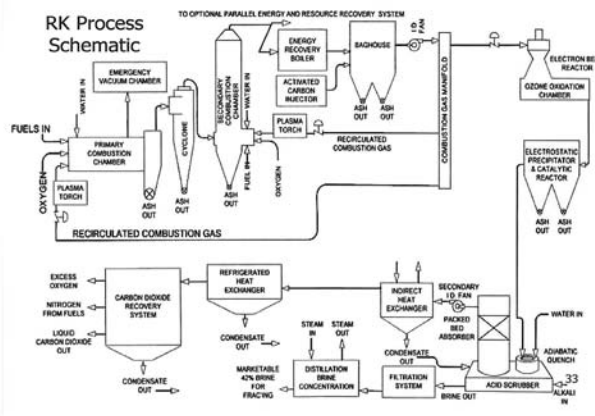 RK Process
Schematic
TO OPTIONAL PARALLEL ENERGY AND RESOURCE RECOVERY SYSTEM
EMERGENCY
VACUUM CHAMBER
WATER IN
FUELS IN
PRIMARY
COMBUSTION
CHAMBER
OXYGEN
PLASMA
TORCH
ASH
OUT
CYCLONE
ASH
OUT
SECONDARY
COMBUSTION
CHAMBER
WATER IN
ASH
OUT
FUEL IN
OXYGEN
ENERGY
RECOVERY
BOILER
ACTIVATED
CARBON
INJECTOR
PLASMA
TORCH
BAGHOUSE
ASH
OUT
ASH
OUT
I D
FAN
RECIRCULATED
COMBUSTION GAS
COMBUSTION GAS MANIFOLD
RECIRCULATED COMBUSTION GAS
ELECTRON BE
REACTOR
OZONE OXIDATION
CHAMBER
ELECTROSTATIC
PRECIPITATOR
& CATALYTIC
REACTOR
ASH
OUT
ASH
OUT
EXCESS
OXYGEN
NITROGEN
FROM FUELS
LIQUID
CARBON DIOXIDE
OUT
CARBON DIOXIDE
RECOVERY
SYSTEM
CONDENSATE
OUT
REFRIGERATED
HEAT
EXCHANGER
CONDENSATE
OUT
INDIRECT
HEAT
EXCHANGER
CONDENSATE
OUT
SECONDARY
I D FAN
PACKED
BED
ABSORBER
WATER IN
ADIABATIC
QUENCH
STEAM
IN
STEAM
OUT
MARKETABLE
42% BRINE
FOR
FRACING
DISTILLATION
BRINE
CONCENTRATION
FILTRATION
SYSTEM
BRINE OUT
ACID SCRUBBER
33
ALKALI
IN